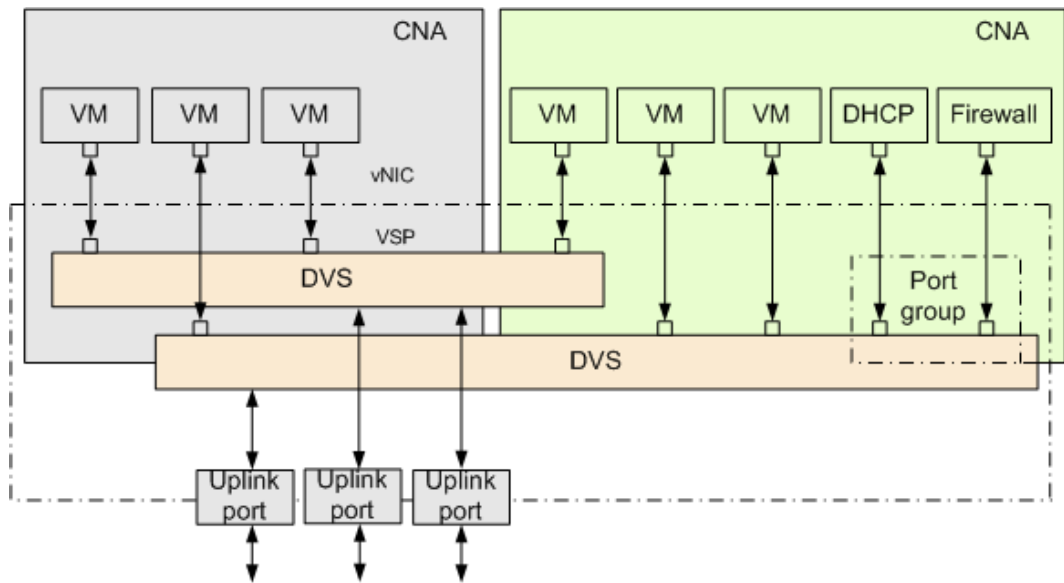 CNA
CNA
VM
VM
VM
VM
VM
VM
DHCP
Firewall
vNIC
VSP
DVS
Port
group
DVS
Uplink
port
Uplink
port
Uplink
port